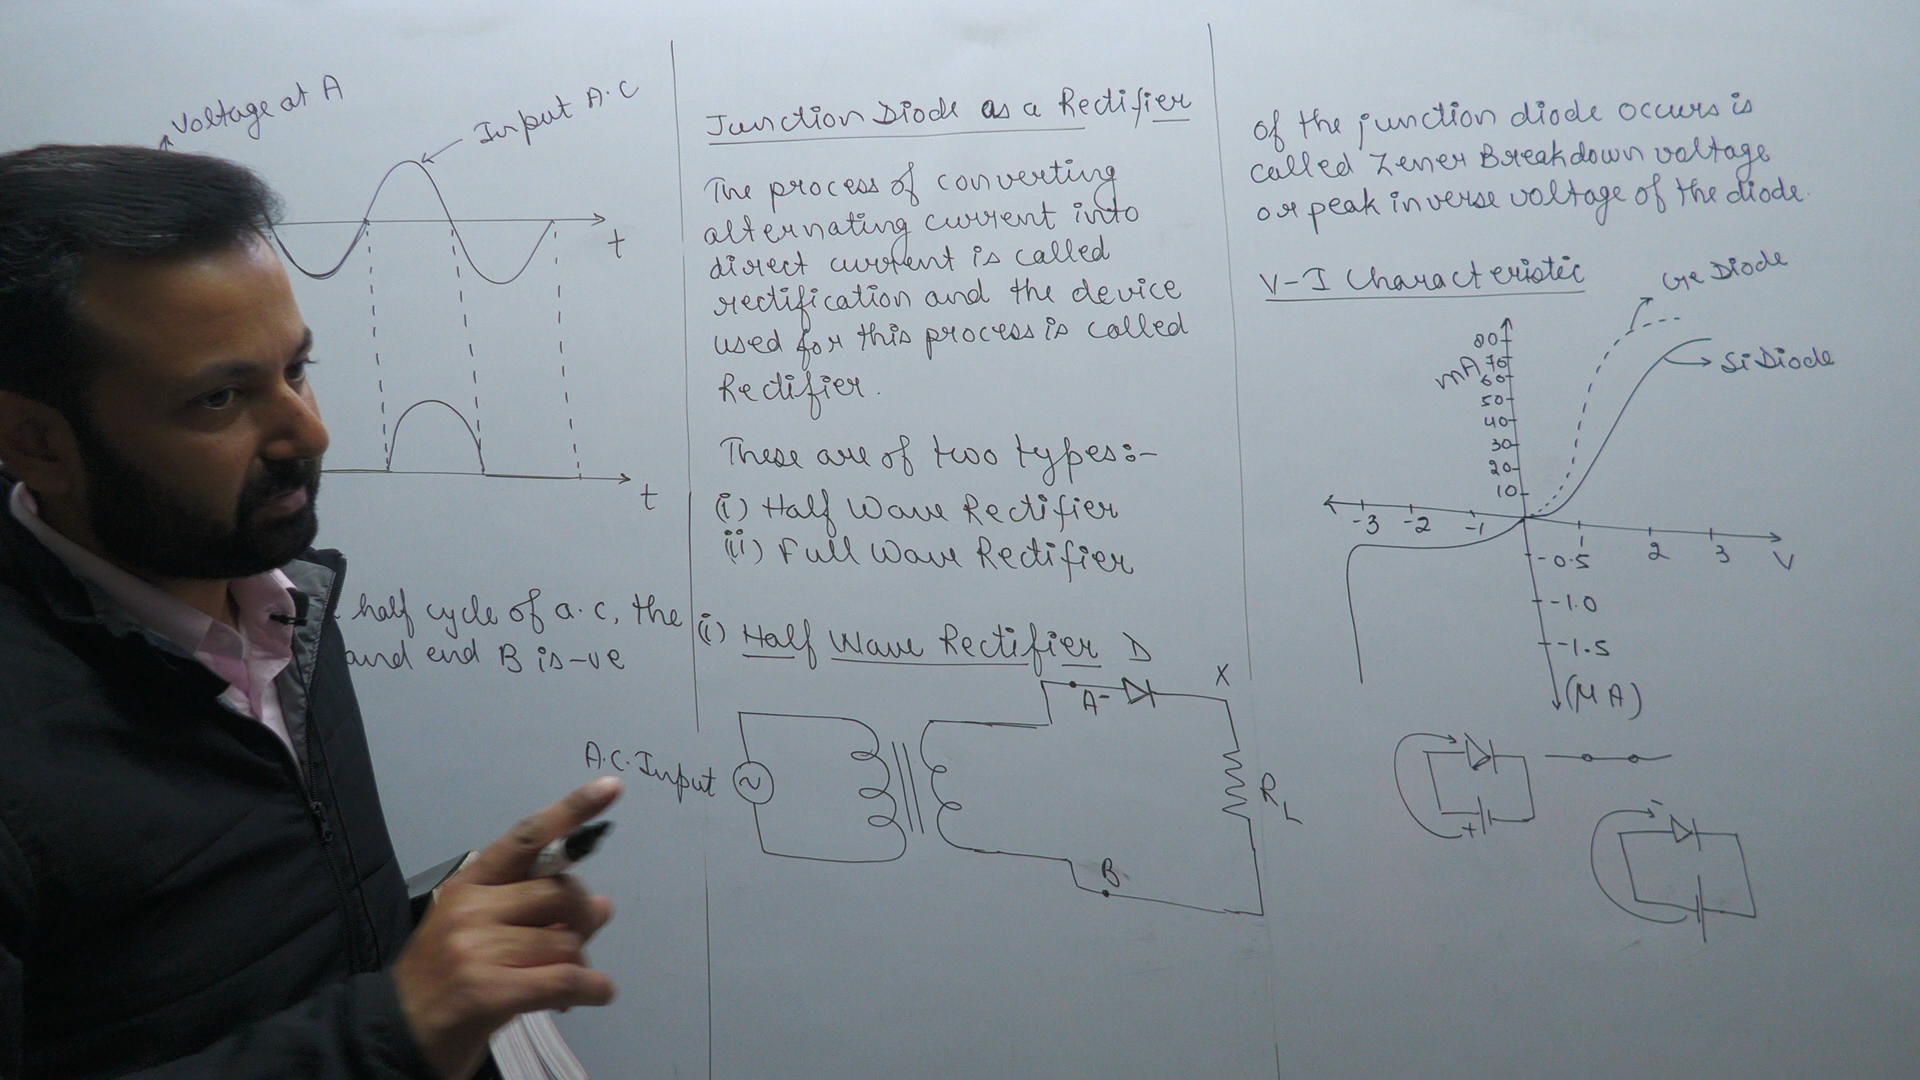 Voltage at A
Input A.C
t
t
half cycle of a.c, the
and end B is -ve
Junction Diode as a Rectifier
The process of converting
alternating current into
direct current is called
rectification and the device
used for this process is called
Rectifier.
These are of two types:-
(i) Half Wave Rectifier
(ii) Full Wave Rectifier
(i) Half Wave Rectifier
D
X
A-
A.C. Input
~
RL
B
of the junction diode occurs is
called Zener Breakdown voltage
or peak inverse voltage of the diode.
V-I Characteristic
Ge Diode
Si Diode
mA
80
70
60
50
40
30
20
10
-3 -2 -1
2 3 V
-0.5
-1.0
-1.5
(μA)
+
-